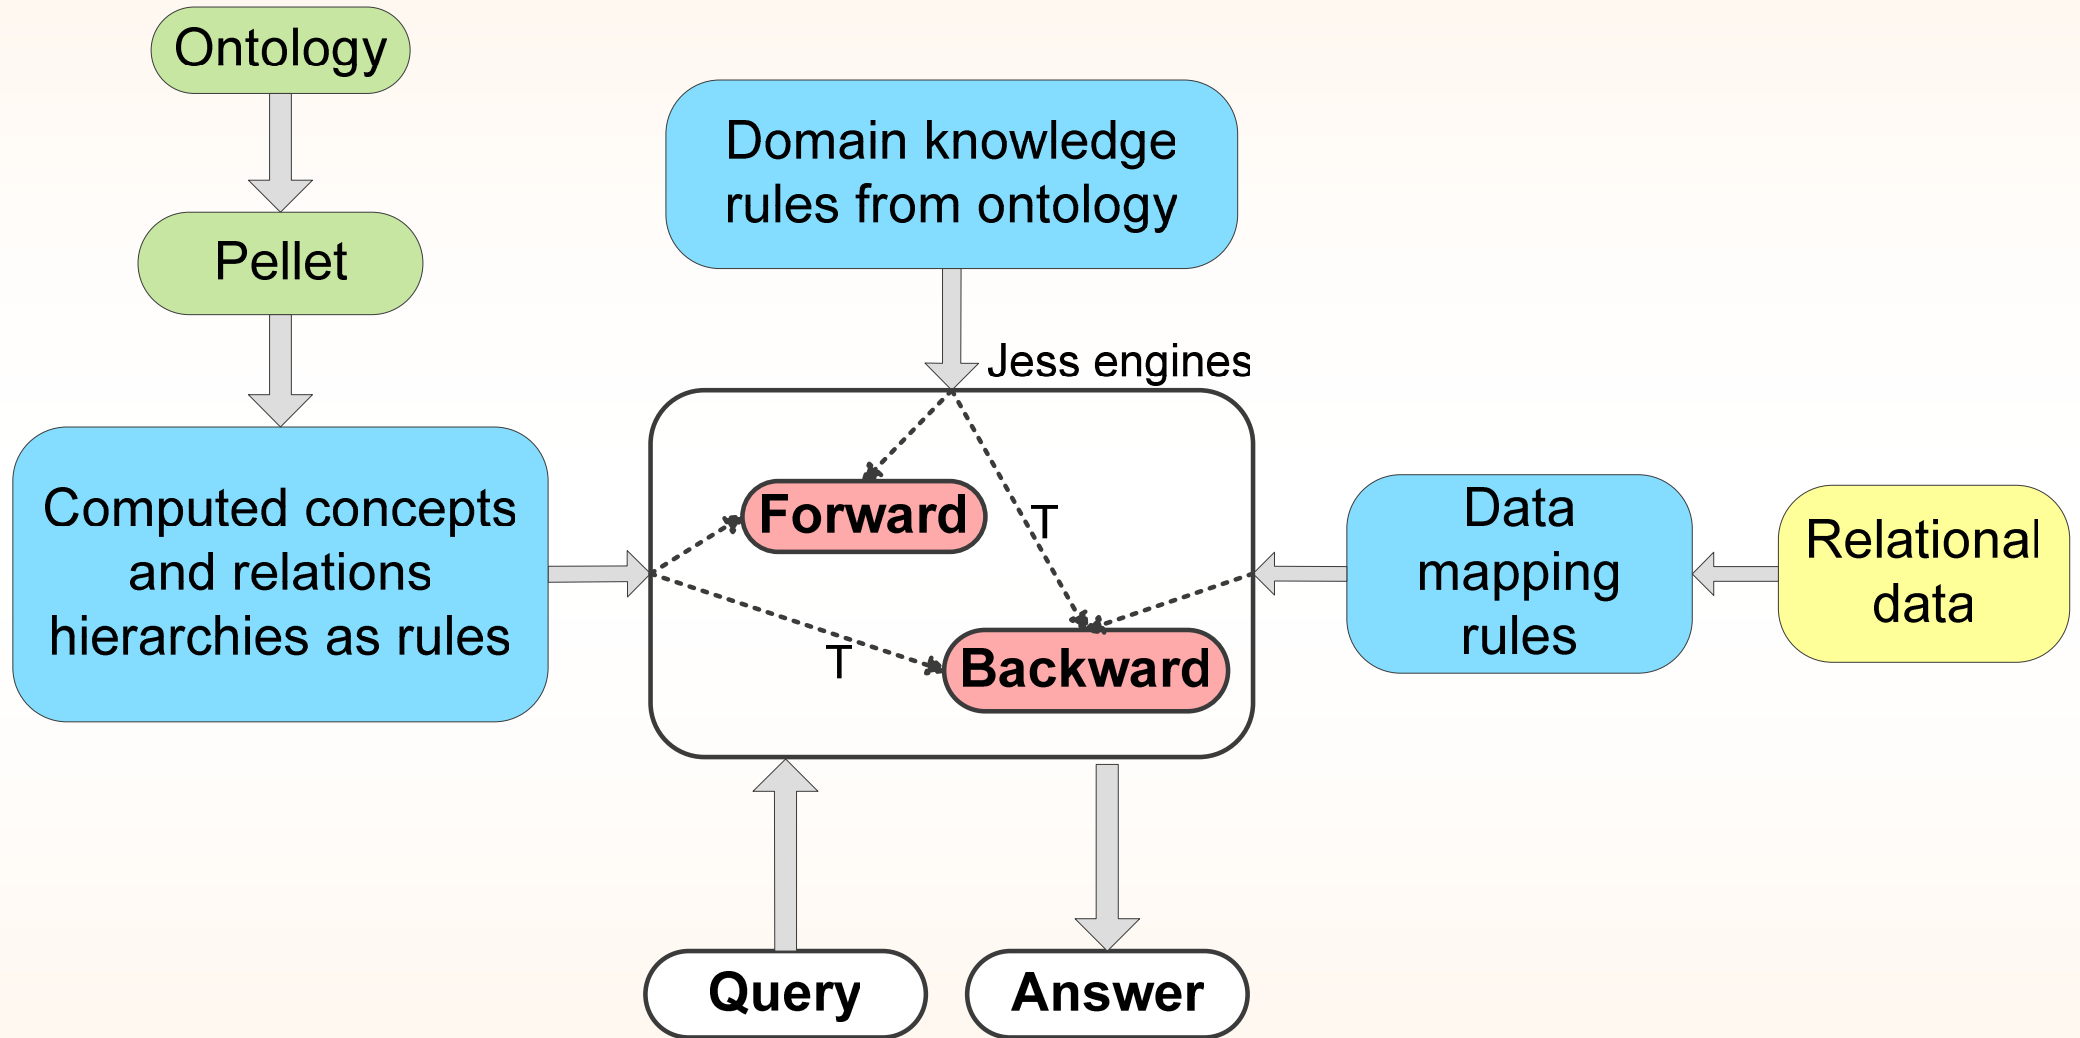 Ontology
Domain knowledge
rules from ontology
Pellet
Jess engines
Computed concepts
and relations
hierarchies as rules
Forward
T
T
Backward
Data
mapping
rules
Relational
data
Query
Answer